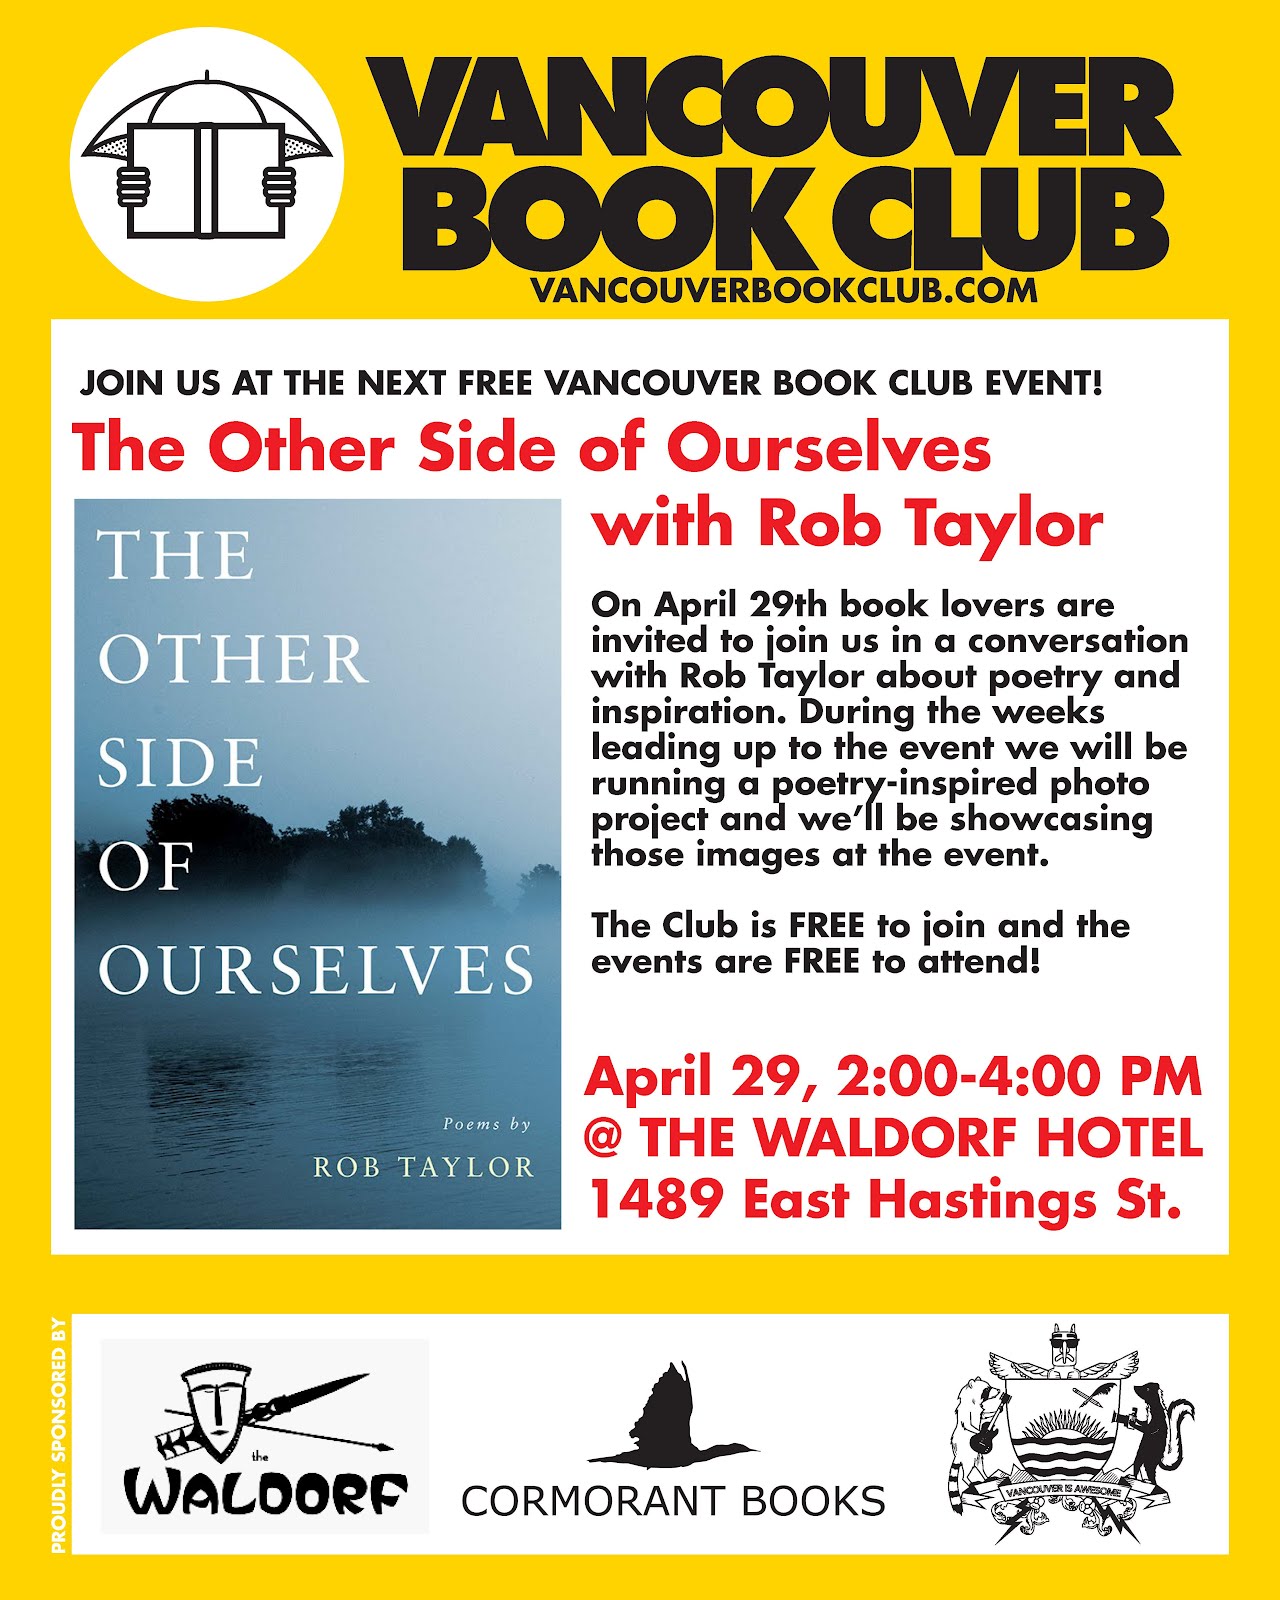 VANCOUVER
BOOK CLUB
VANCOUVERBOOKCLUB.COM
JOIN US AT THE NEXT FREE VANCOUVER BOOK CLUB EVENT!
The Other Side of Ourselves
with Rob Taylor
THE
OTHER
SIDE
OF
OURSELVES
Poems by
ROB TAYLOR
On April 29th book lovers are
invited to join us in a conversation
with Rob Taylor about poetry and
inspiration. During the weeks
leading up to the event we will be
running a poetry-inspired photo
project and we'll be showcasing
those images at the event.
The Club is FREE to join and the
events are FREE to attend!
April 29, 2:00-4:00 PM
@ THE WALDORF HOTEL
1489 East Hastings St.
PROUDLY SPONSORED BY
the
WALDORF
CORMORANT BOOKS
VANCOUVER IS AWESOME